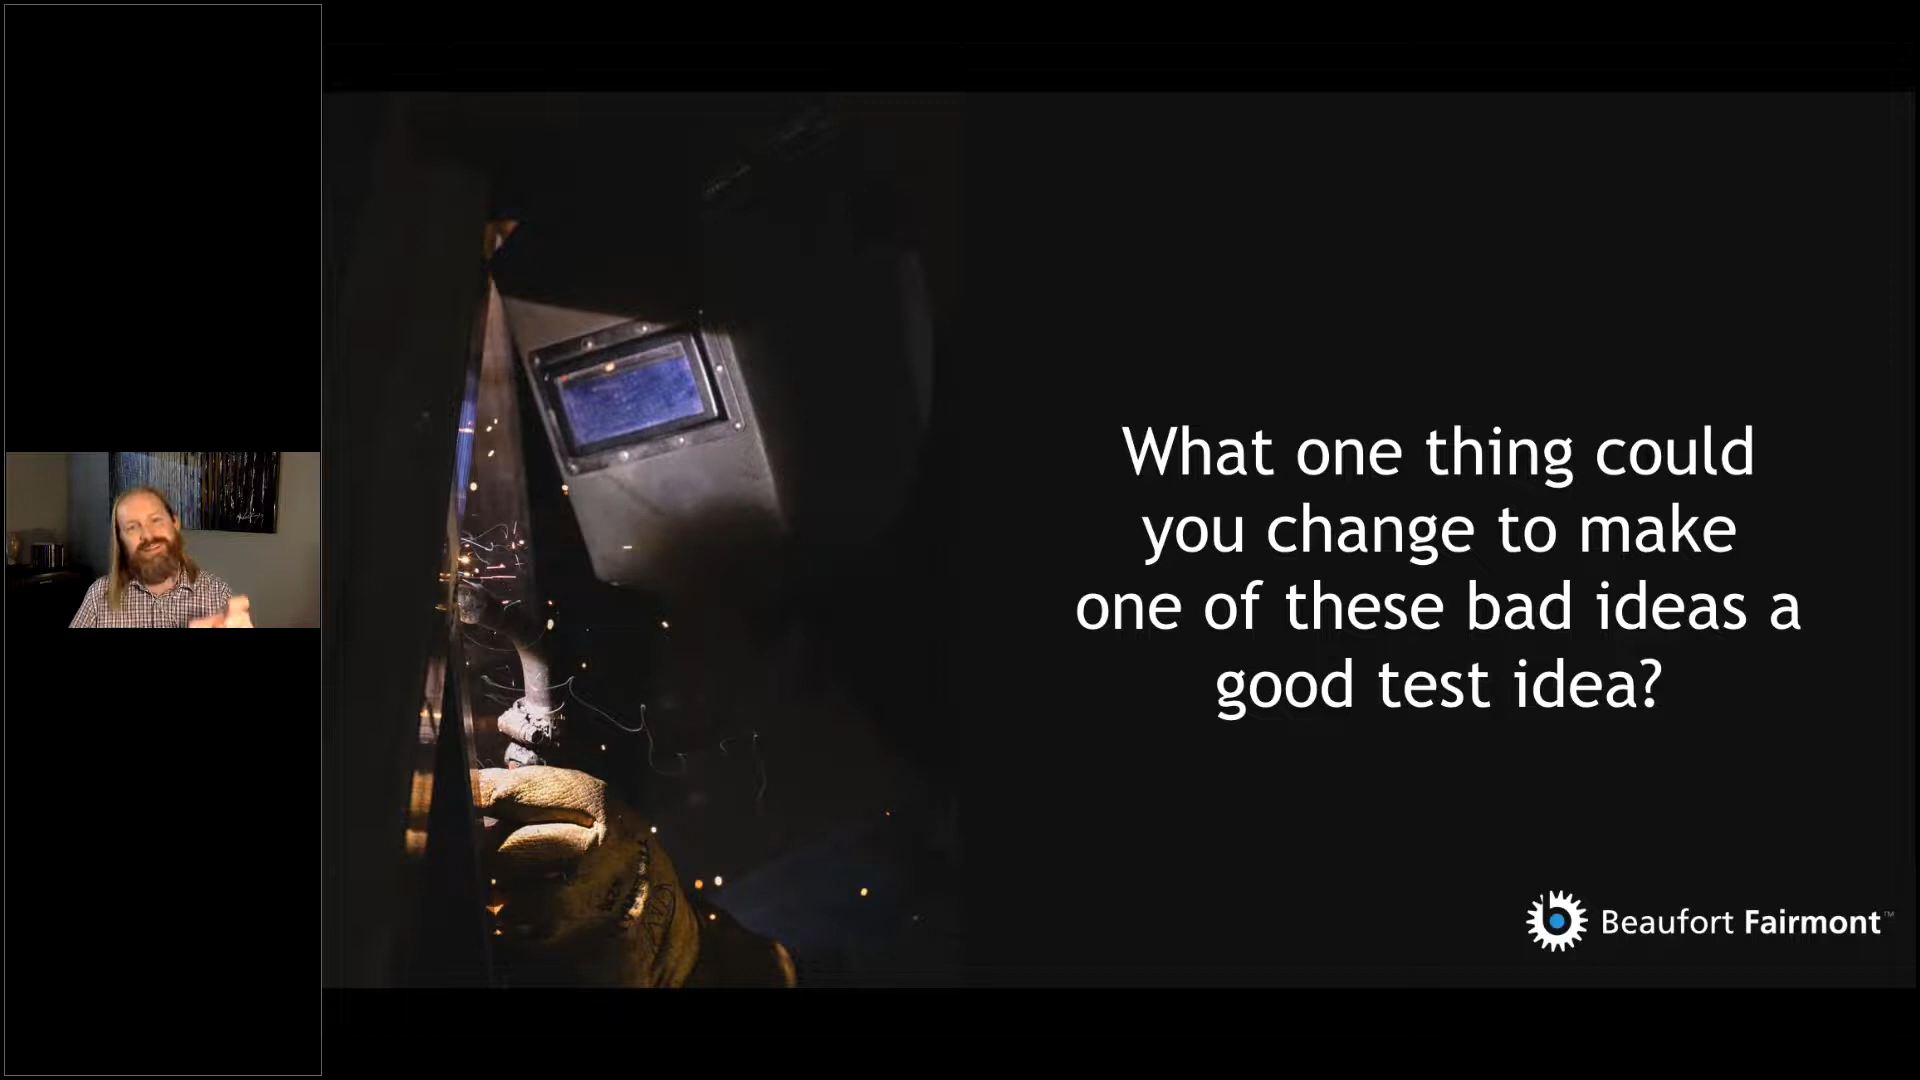 What one thing could
you change to make
one of these bad ideas a
good test idea?
Beaufort Fairmont™